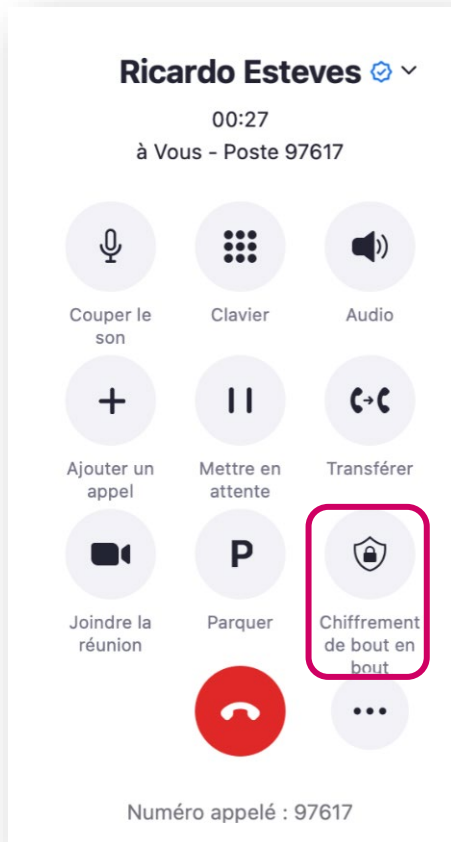 Ricardo Esteves
00:27
à Vous - Poste 97617
Couper le son
Clavier
Audio
Ajouter un appel
Mettre en attente
Transférer
P
Joindre la réunion
Parquer
Chiffrement de bout en bout
Numéro appelé : 97617